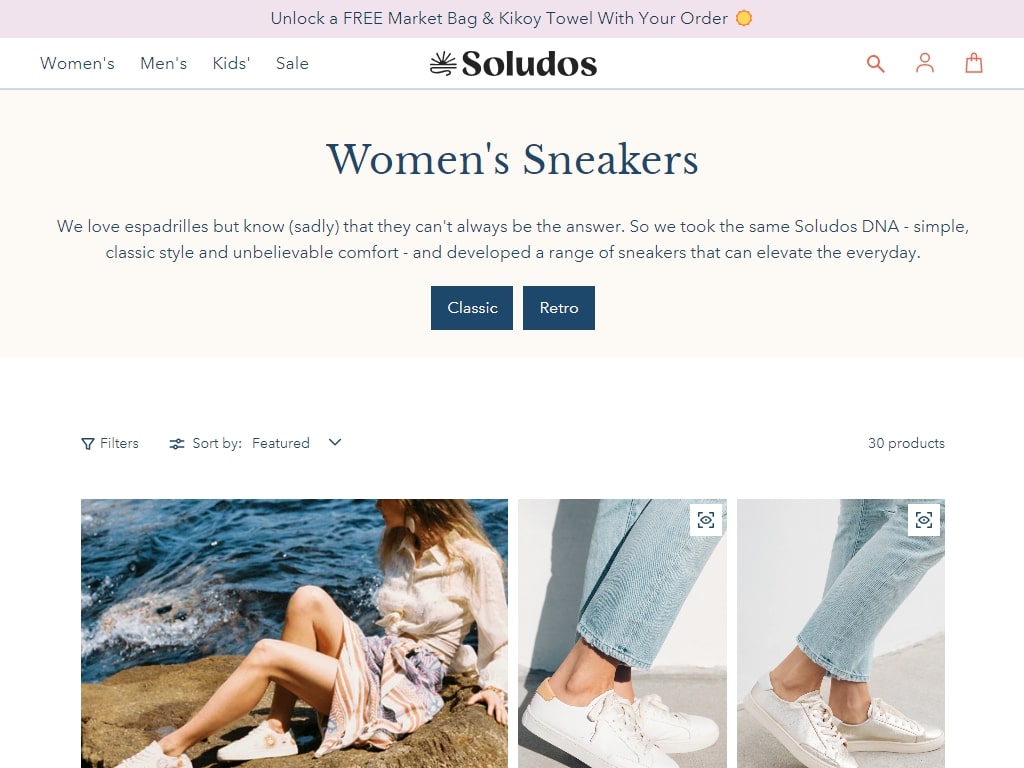 Unlock a FREE Market Bag & Kikoy Towel With Your Order
Women's Men's Kids' Sale Soludos
Women's Sneakers
We love espadrilles but know (sadly) that they can't always be the answer. So we took the same Soludos DNA - simple,
classic style and unbelievable comfort - and developed a range of sneakers that can elevate the everyday.
Classic Retro
Filters Sort by: Featured 30 products